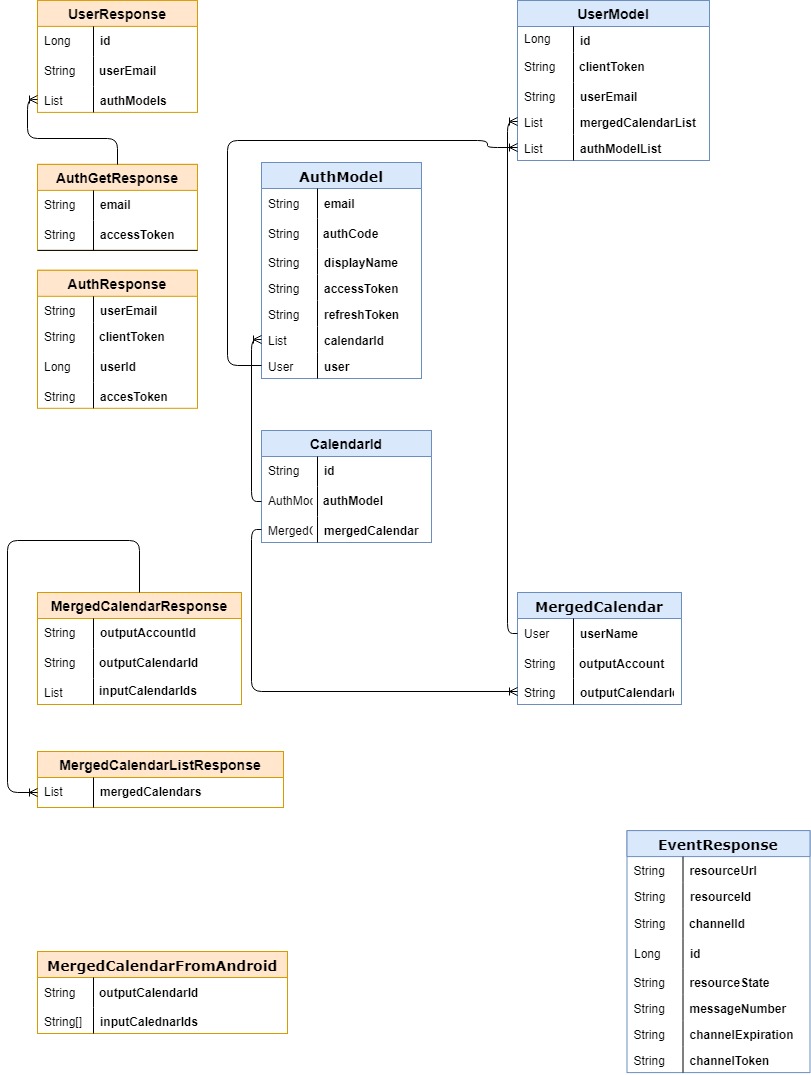 UserResponse
Long id
String userEmail
List authModels
AuthGetResponse
String email
String accessToken
AuthResponse
String userEmail
String clientToken
Long userId
String accesToken
UserModel
Long id
String clientToken
String userEmail
List mergedCalendarList
List authModelList
AuthModel
String email
String authCode
String displayName
String accessToken
String refreshToken
List calendarId
User user
CalendarId
String id
AuthMoc authModel
MergedC mergedCalendar
MergedCalendarResponse
String outputAccountId
String outputCalendarId
List inputCalendarIds
MergedCalendar
User userName
String outputAccount
String outputCalendarId
MergedCalendarListResponse
List mergedCalendars
EventResponse
String resourceUrl
String resourceId
String channelId
Long id
String resourceState
String messageNumber
String channelExpiration
String channelToken
MergedCalendarFromAndroid
String outputCalendarId
String[] inputCalednarIds